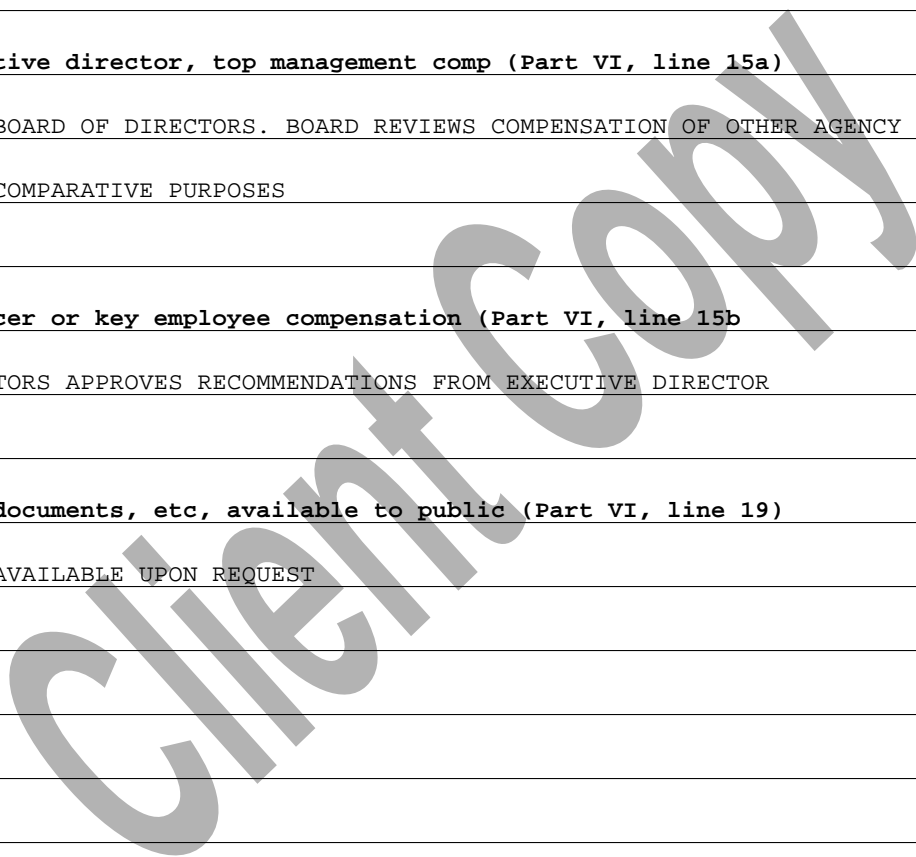 tive director, top management comp (Part VI, line 15a)
BOARD OF DIRECTORS. BOARD REVIEWS COMPENSATION OF OTHER AGENCY
COMPARATIVE PURPOSES
cer or key employee compensation (Part VI, line 15b
TORS APPROVES RECOMMENDATIONS FROM EXECUTIVE DIRECTOR
documents, etc, available to public (Part VI, line 19)
AVAILABLE UPON REQUEST
Client Copy